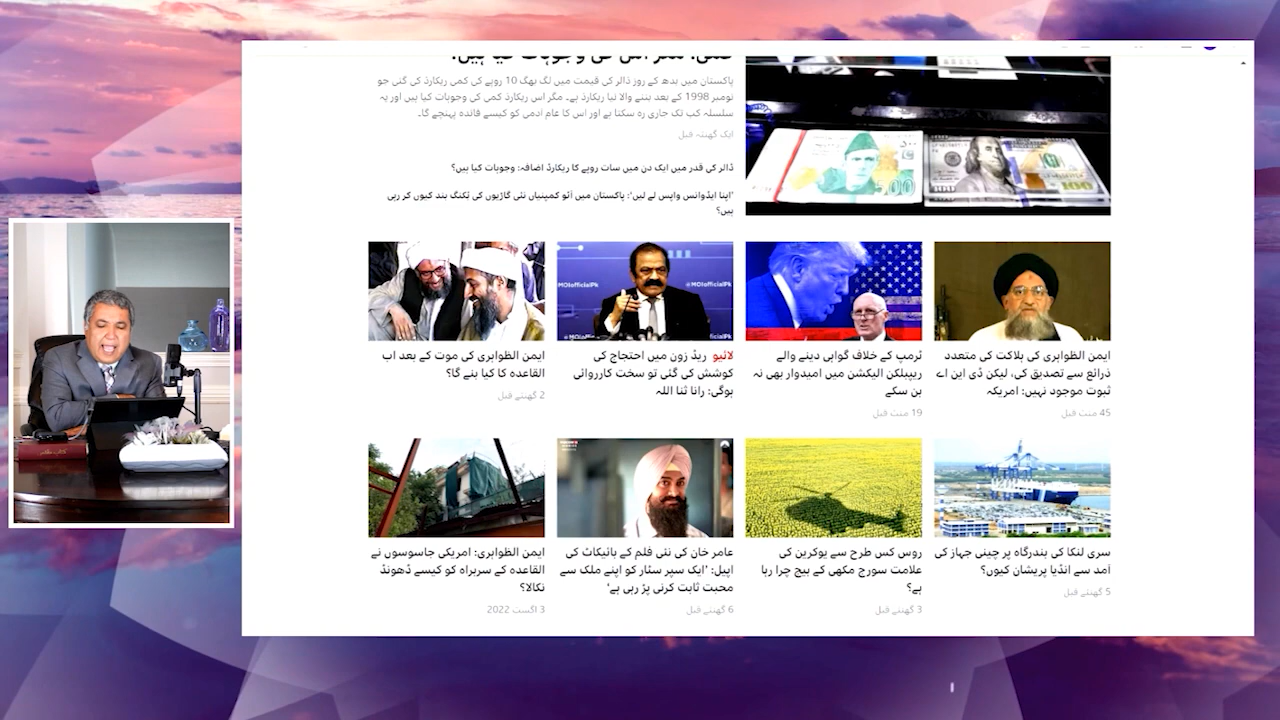 پاکستان میں بدھ کے روز ڈالر کی قیمت میں لگ بھگ 10 روپے کی کمی ریکارڈ کی گئی جو
نومبر 1998 کے بعد بننے والا نیا ریکارڈ ہے۔ مگر اس ریکارڈ کمی کی وجوہات کیا ہیں اور یہ
سلسلہ کب تک جاری رہ سکتا ہے اور اس کا عام آدمی کو کیسے فائدہ پہنچے گا۔
ایک گھنٹہ قبل
ڈالر کی قدر میں ایک دن میں سات روپے کا ریکارڈ اضافہ: وجوہات کیا ہیں؟
’اپنا ایڈوانس واپس لے لیں‘: پاکستان میں آٹو کمپنیاں نئی گاڑیوں کی بُکنگ بند کیوں کر رہی
ہیں؟
ایمن الظواہری کی ہلاکت کی متعدد
ذرائع سے تصدیق کی، لیکن ڈی این اے
ثبوت موجود نہیں: امریکہ
45 منٹ قبل
ٹرمپ کے خلاف گواہی دینے والے
ریپبلکن الیکشن میں امیدوار بھی نہ
بن سکے
19 منٹ قبل
@MOIofficialPk
لائیو ریڈ زون میں احتجاج کی
کوشش کی گئی تو سخت کارروائی
ہوگی: رانا ثنا اللہ
ایمن الظواہری کی موت کے بعد اب
القاعدہ کا کیا بنے گا؟
2 گھنٹے قبل
سری لنکا کی بندرگاہ پر چینی جہاز کی
آمد سے انڈیا پریشان کیوں؟
5 گھنٹے قبل
روس کس طرح سے یوکرین کی
علامت سورج مکھی کے بیج چرا رہا
ہے؟
3 گھنٹے قبل
عامر خان کی نئی فلم کے بائیکاٹ کی
اپیل: ’ایک سپر سٹار کو اپنے ملک سے
محبت ثابت کرنی پڑ رہی ہے‘
6 گھنٹے قبل
ایمن الظواہری: امریکی جاسوسوں نے
القاعدہ کے سربراہ کو کیسے ڈھونڈ
نکالا؟
3 اگست 2022